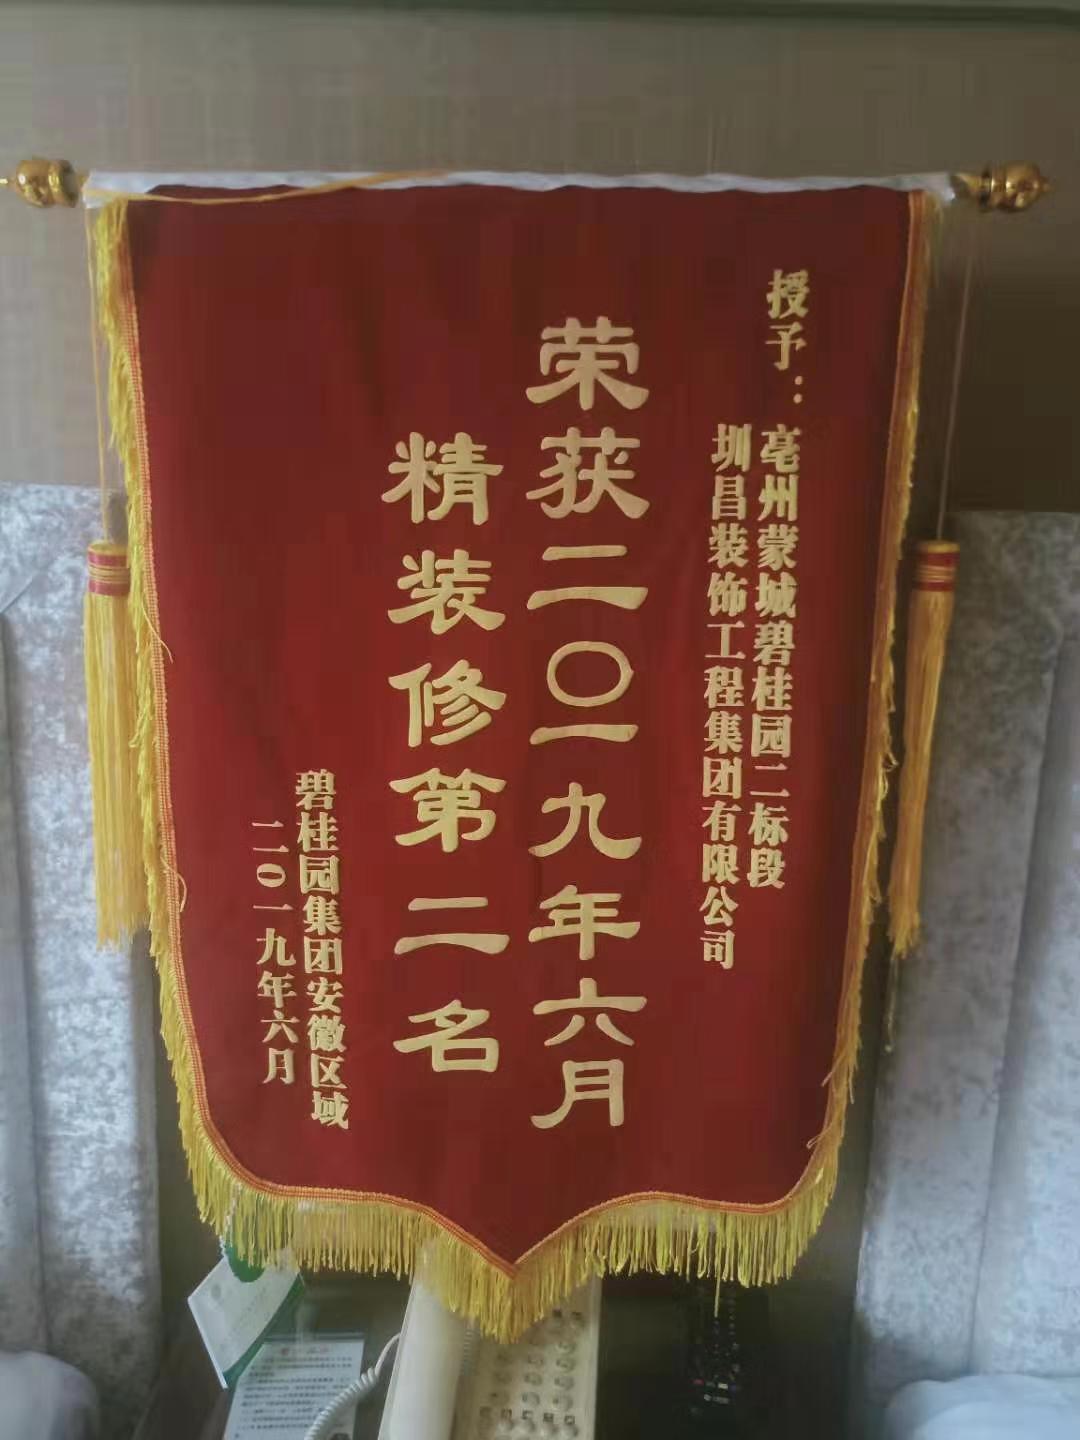 授予：
亳州蒙城碧桂园二标段
圳昌装饰工程集团有限公司
荣获二〇一九年六月
精装修第二名
碧桂园集团安徽区域
二〇一九年六月